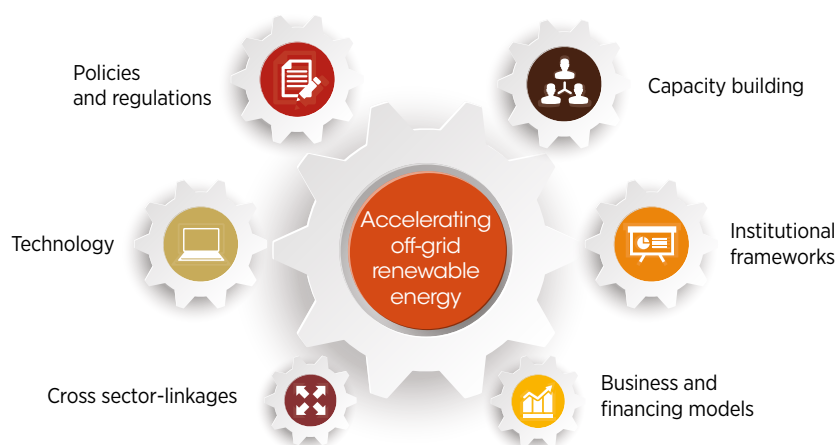 Policies
and regulations
Capacity building
Accelerating
off-grid
renewable
energy
Technology
Institutional
frameworks
Cross sector-linkages
Business and
financing models